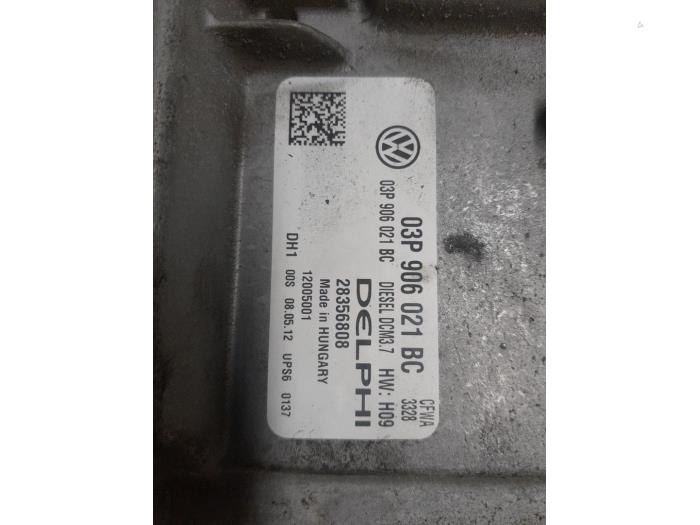 03P 906 021 BC
CFWA
3328
03P 906 021 BC DIESEL DCM3.7 HW: H09
DELPHI
28356808
Made in HUNGARY
12005001
DH1 00S 08.05.12 UPS6 0137